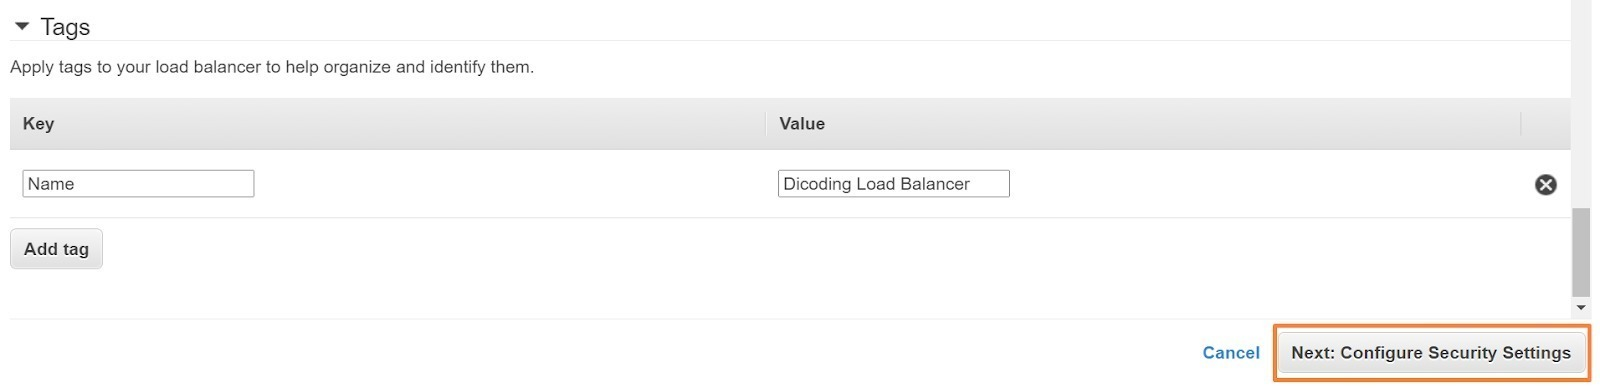 Tags
Apply tags to your load balancer to help organize and identify them.
Key Value
Name Dicoding Load Balancer
Add tag
Cancel Next: Configure Security Settings